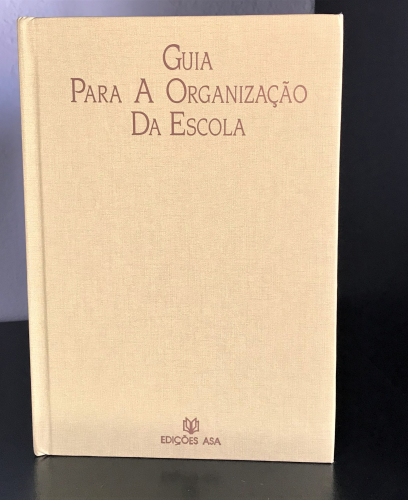 GUIA
PARA A ORGANIZAÇÃO
DA ESCOLA
EDIÇÕES ASA